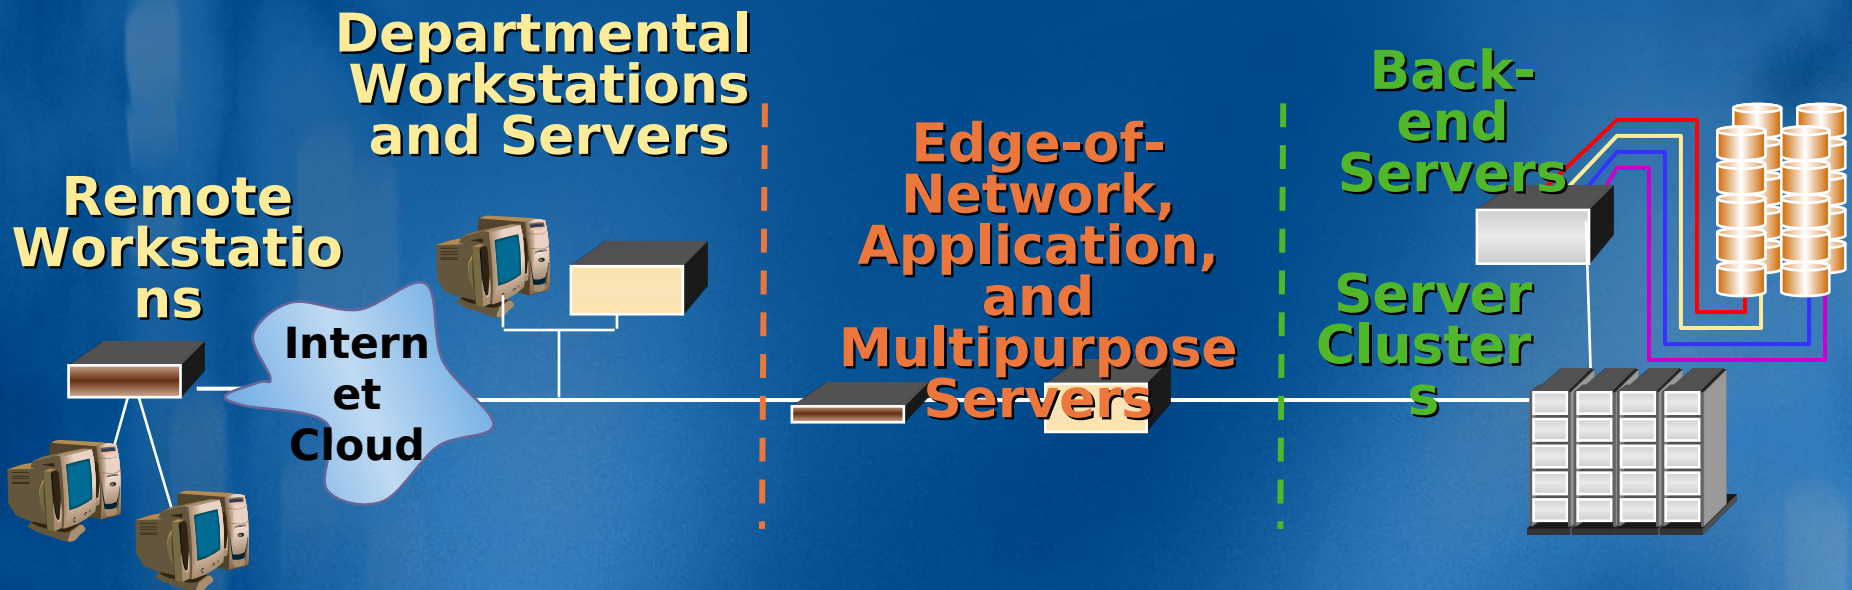 Departmental
Workstations
and Servers
Remote
Workstatio
ns
Intern
et
Cloud
Edge-of-
Network,
Application,
and
Multipurpose
Servers
Back-
end
Servers
Server
Cluster
s